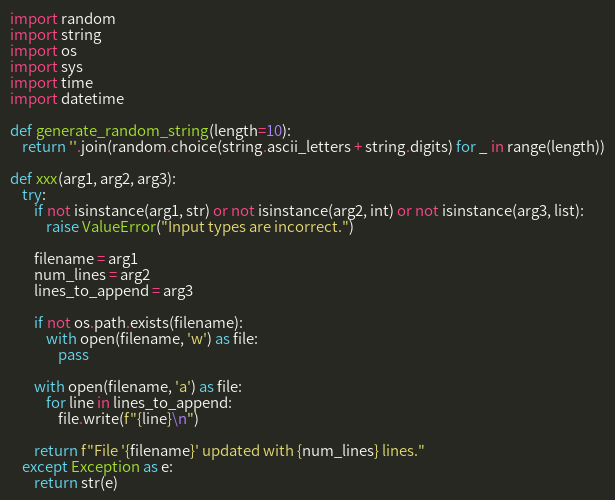 import random
import string
import os
import sys
import time
import datetime

def generate_random_string(length=10):
    return ''.join(random.choice(string.ascii_letters + string.digits) for _ in range(length))

def xxx(arg1, arg2, arg3):
    try:
        if not isinstance(arg1, str) or not isinstance(arg2, int) or not isinstance(arg3, list):
            raise ValueError("Input types are incorrect.")

        filename = arg1
        num_lines = arg2
        lines_to_append = arg3

        if not os.path.exists(filename):
            with open(filename, 'w') as file:
                pass

        with open(filename, 'a') as file:
            for line in lines_to_append:
                file.write(f"{line}\n")

        return f"File '{filename}' updated with {num_lines} lines."
    except Exception as e:
        return str(e)